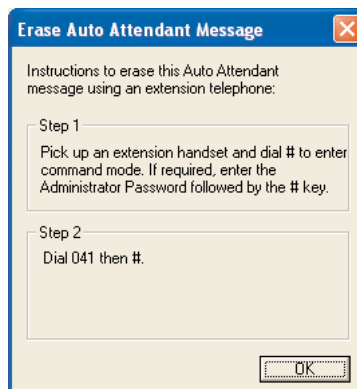 Erase Auto Attendant Message
Instructions to erase this Auto Attendant
message using an extension telephone:
Step 1
Pick up an extension handset and dial # to enter
command mode. If required, enter the
Administrator Password followed by the # key.
Step 2
Dial 041 then #.
OK